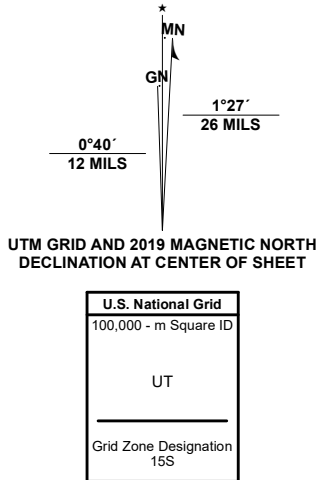 MN
GN
1°27´
26 MILS
0°40´
12 MILS
UTM GRID AND 2019 MAGNETIC NORTH
DECLINATION AT CENTER OF SHEET
U.S. National Grid
100,000 - m Square ID
UT
Grid Zone Designation
15S